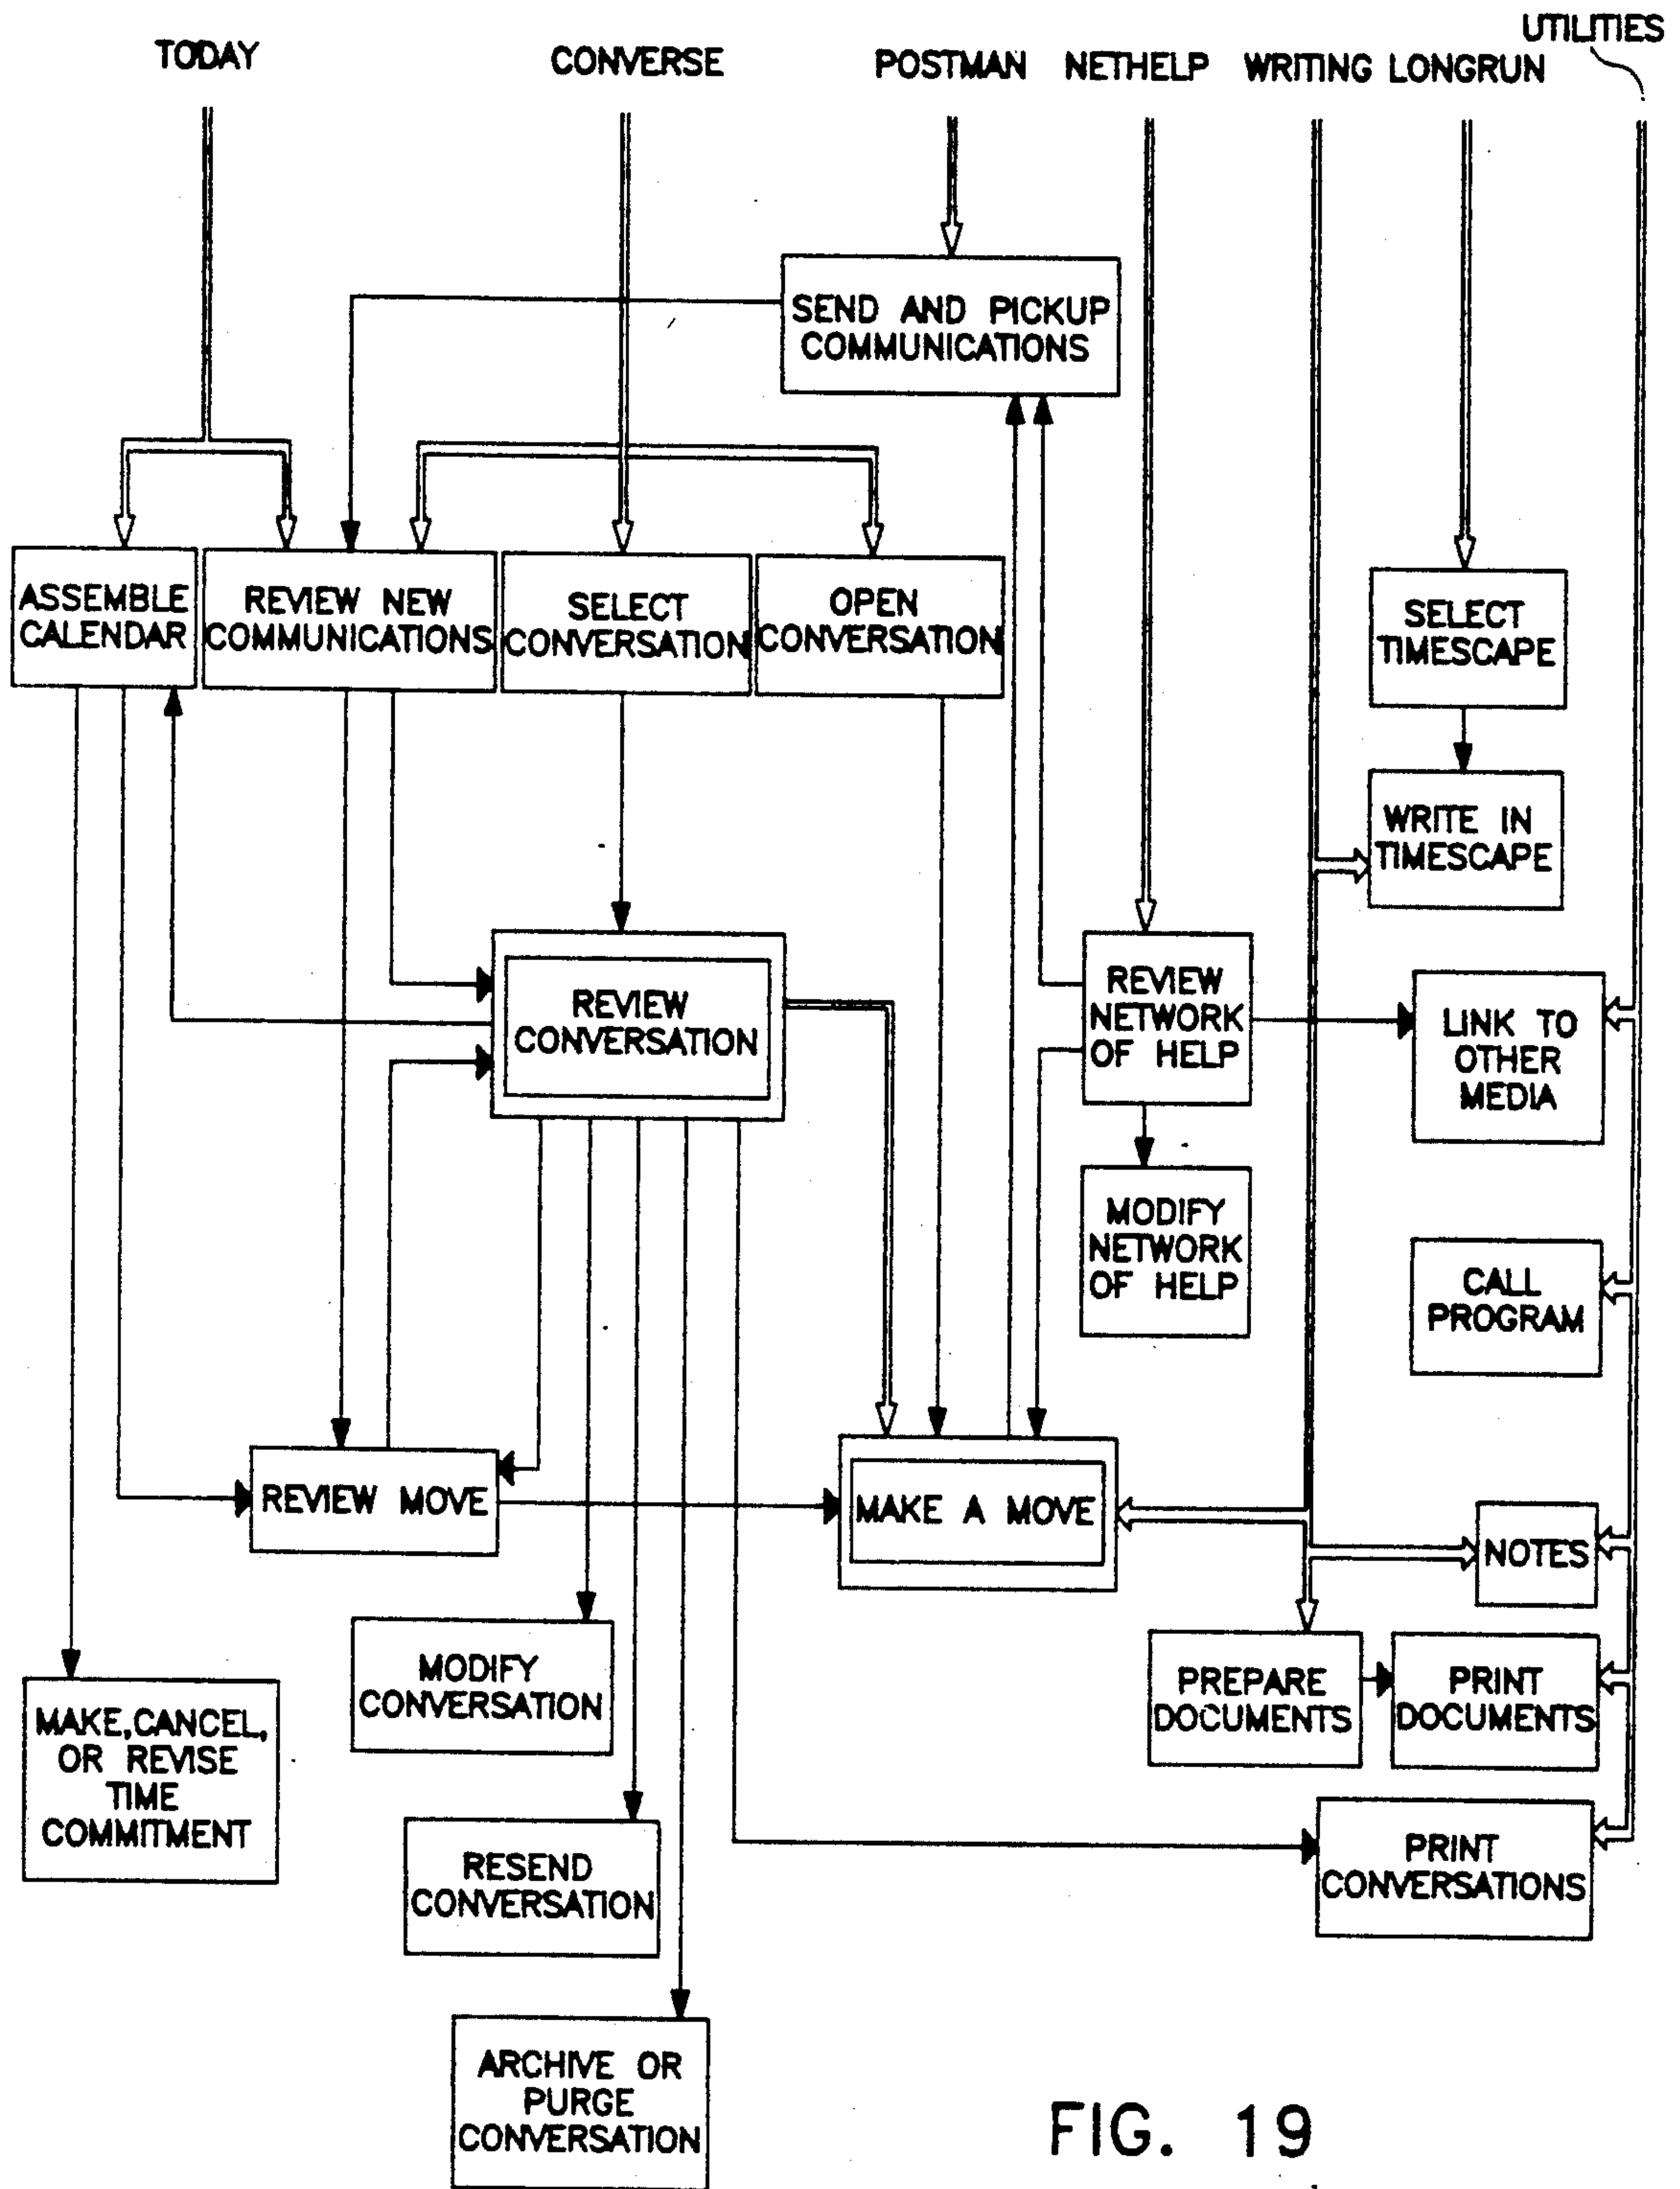 UTILITIES
TODAY
CONVERSE
POSTMAN
NETHELP
WRITING
LONGRUN
SEND AND PICKUP
COMMUNICATIONS
ASSEMBLE
CALENDAR
REVIEW NEW
COMMUNICATIONS
SELECT
CONVERSATION
OPEN
CONVERSATION
SELECT
TIMESCAPE
WRITE IN
TIMESCAPE
REVIEW
CONVERSATION
REVIEW
NETWORK
OF HELP
LINK TO
OTHER
MEDIA
MODIFY
NETWORK
OF HELP
CALL
PROGRAM
REVIEW MOVE
MAKE A MOVE
NOTES
MODIFY
CONVERSATION
PREPARE
DOCUMENTS
PRINT
DOCUMENTS
MAKE, CANCEL,
OR REVISE
TIME
COMMITMENT
RESEND
CONVERSATION
PRINT
CONVERSATIONS
ARCHIVE OR
PURGE
CONVERSATION
FIG. 19